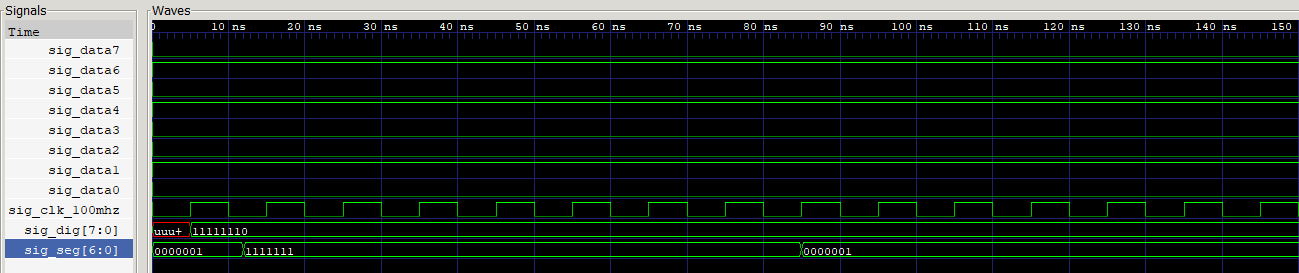 Signals
Waves
Time
0 10 ns 20 ns 30 ns 40 ns 50 ns 60 ns 70 ns 80 ns 90 ns 100 ns 110 ns 120 ns 130 ns 140 ns 150
sig_data7
sig_data6
sig_data5
sig_data4
sig_data3
sig_data2
sig_data1
sig_data0
sig_clk_100mhz
sig_dig[7:0] uuu+ 11111110
sig_seg[6:0] 0000001 1111111 0000001